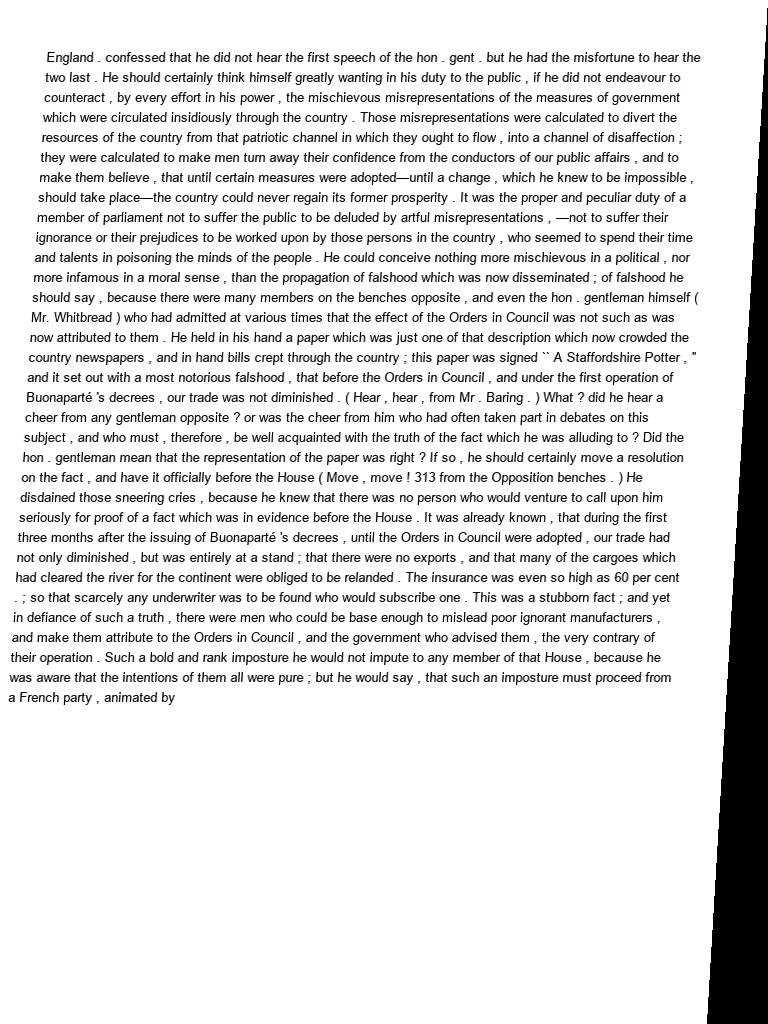 England . confessed that he did not hear the first speech of the hon . gent . but he had the misfortune to hear the
two last . He should certainly think himself greatly wanting in his duty to the public , if he did not endeavour to
counteract , by every effort in his power , the mischievous misrepresentations of the measures of government
which were circulated insidiously through the country . Those misrepresentations were calculated to divert the
resources of the country from that patriotic channel in which they ought to flow , into a channel of disaffection ;
they were calculated to make men turn away their confidence from the conductors of our public affairs , and to
make them believe , that until certain measures were adopted—until a change , which he knew to be impossible ,
should take place—the country could never regain its former prosperity . It was the proper and peculiar duty of a
member of parliament not to suffer the public to be deluded by artful misrepresentations , —not to suffer their
ignorance or their prejudices to be worked upon by those persons in the country , who seemed to spend their time
and talents in poisoning the minds of the people . He could conceive nothing more mischievous in a political , nor
more infamous in a moral sense , than the propagation of falshood which was now disseminated ; of falshood he
should say , because there were many members on the benches opposite , and even the hon . gentleman himself (
Mr. Whitbread ) who had admitted at various times that the effect of the Orders in Council was not such as was
now attributed to them . He held in his hand a paper which was just one of that description which now crowded the
country newspapers , and in hand bills crept through the country ; this paper was signed `` A Staffordshire Potter , "
and it set out with a most notorious falshood , that before the Orders in Council , and under the first operation of
Buonaparté 's decrees , our trade was not diminished . ( Hear , hear , from Mr . Baring . ) What ? did he hear a
cheer from any gentleman opposite ? or was the cheer from him who had often taken part in debates on this
subject , and who must , therefore , be well acquainted with the truth of the fact which he was alluding to ? Did the
hon . gentleman mean that the representation of the paper was right ? If so , he should certainly move a resolution
on the fact , and have it officially before the House ( Move , move ! 313 from the Opposition benches . ) He
disdained those sneering cries , because he knew that there was no person who would venture to call upon him
seriously for proof of a fact which was in evidence before the House . It was already known , that during the first
three months after the issuing of Buonaparté 's decrees , until the Orders in Council were adopted , our trade had
not only diminished , but was entirely at a stand ; that there were no exports , and that many of the cargoes which
had cleared the river for the continent were obliged to be relanded . The insurance was even so high as 60 per cent
. ; so that scarcely any underwriter was to be found who would subscribe one . This was a stubborn fact ; and yet
in defiance of such a truth , there were men who could be base enough to mislead poor ignorant manufacturers ,
and make them attribute to the Orders in Council , and the government who advised them , the very contrary of
their operation . Such a bold and rank imposture he would not impute to any member of that House , because he
was aware that the intentions of them all were pure ; but he would say , that such an imposture must proceed from
a French party , animated by